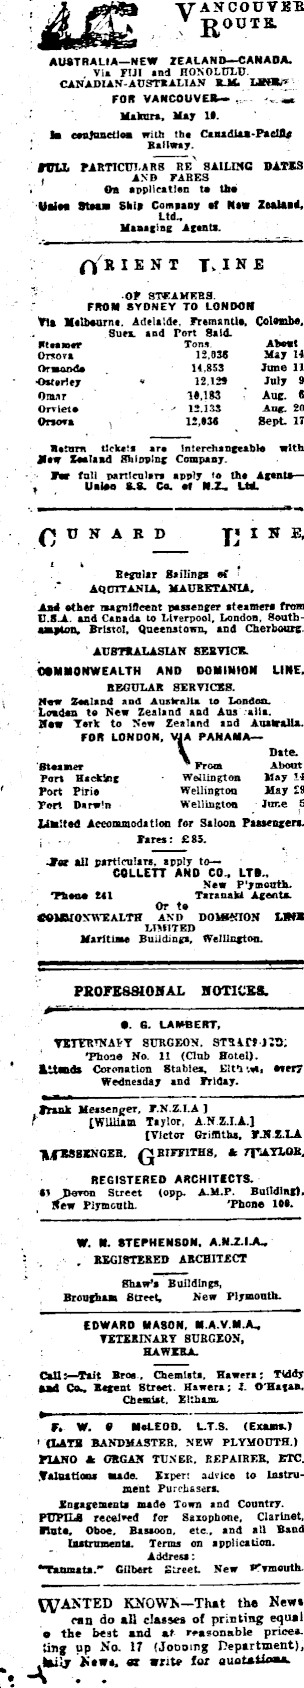 VANCOUVER
ROUTE.
AUSTRALIA—NEW ZEALAND—CANADA.
Via FIJI and HONOLULU.
CANADIAN-AUSTRALIAN R.M. LINE.
FOR VANCOUVER—
Makura, May 10.
In conjunction with the Canadian-Pacific
Railway.
FULL PARTICULARS RE SAILING DATES
AND FARES
On application to the
Union Steam Ship Company of New Zealand,
Ltd.,
Managing Agents.
ORIENT LINE
OF STEAMERS.
FROM SYDNEY TO LONDON
Via Melbourne, Adelaide, Fremantle, Colombo,
Suez and Port Said.
Steamer Tons. About
Orsova 12,036 May 14
Ormonde 14,853 June 11
Osterley 12,129 July 9
Omar 10,183 Aug. 6
Orvieto 12,133 Aug. 20
Orsova 12,036 Sept. 17
Return tickets are interchangeable with
New Zealand Shipping Company.
For full particulars apply to the Agents—
Union S.S. Co. of N.Z., Ltd.
CUNARD LINE,
Regular Sailings of
AQUITANIA, MAURETANIA,
And other magnificent passenger steamers from
U.S.A. and Canada to Liverpool, London, South-
ampton, Bristol, Queenstown, and Cherbourg.
AUSTRALASIAN SERVICE.
COMMONWEALTH AND DOMINION LINE.
REGULAR SERVICES.
New Zealand and Australia to London.
London to New Zealand and Australia.
New York to New Zealand and Australia.
FOR LONDON, VIA PANAMA—
Date.
Steamer From About
Port Hacking Wellington May 14
Port Pirie Wellington May 29
Port Darwin Wellington June 5
Limited Accommodation for Saloon Passengers.
Fares: £85.
For all particulars, apply to—
COLLETT AND CO., LTD.,
New Plymouth.
'Phone 241 Taranaki Agents.
Or to
COMMONWEALTH AND DOMINION LINE
LIMITED
Maritime Buildings, Wellington.
PROFESSIONAL NOTICES.
G. LAMBERT,
VETERINARY SURGEON, STRATFORD;
'Phone No. 11 (Club Hotel).
Attends Coronation Stables, Eltham, every
Wednesday and Friday.
Frank Messenger, F.N.Z.I.A]
[William Taylor, A.N.Z.I.A.]
[Victor Griffiths, F.N.Z.I.A
MESSENGER, GRIFFITHS, & TAYLOR,
REGISTERED ARCHITECTS.
Devon Street (opp. A.M.P. Building),
New Plymouth. 'Phone 106.
W. N. STEPHENSON, A.N.Z.I.A.,
REGISTERED ARCHITECT
Shaw's Buildings,
Brougham Street, New Plymouth.
EDWARD MASON, M.A.V.M.A.,
VETERINARY SURGEON,
HAWERA.
Call:—Tait Bros., Chemists, Hawera; Tiddy
and Co., Regent Street, Hawera; J. O'Hagan,
Chemist, Eltham.
F. W. G McLEOD, L.T.S. (Exams.)
(LATE BANDMASTER, NEW PLYMOUTH.)
PIANO & ORGAN TUNER, REPAIRER, ETC.
Valuations made. Expert advice to Instru-
ment Purchasers.
Engagements made Town and Country.
PUPILS received for Saxophone, Clarinet,
Flute, Oboe, Bassoon, etc., and all Band
Instruments. Terms on application.
Address:
"Tanmata," Gilbert Street, New Plymouth.
WANTED KNOWN—That the News
can do all classes of printing equal
to the best and at reasonable prices.
ting up No. 17 (Jobbing Department),
Daily News, or write for quotations.